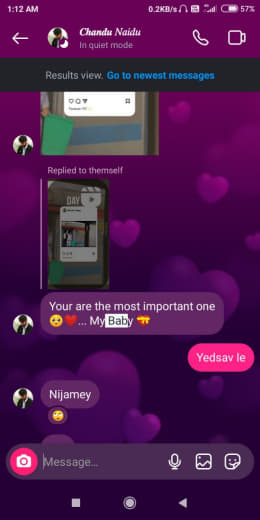 1:12 AM 0.2KB/s 57%
Chandu Naidu
In quiet mode
Results view. Go to newest messages
Replied to themself
DAY
Your are the most important one
🥺❤️... My Baby 🫂
Yedsav le
Nijamey
🙄
Message...